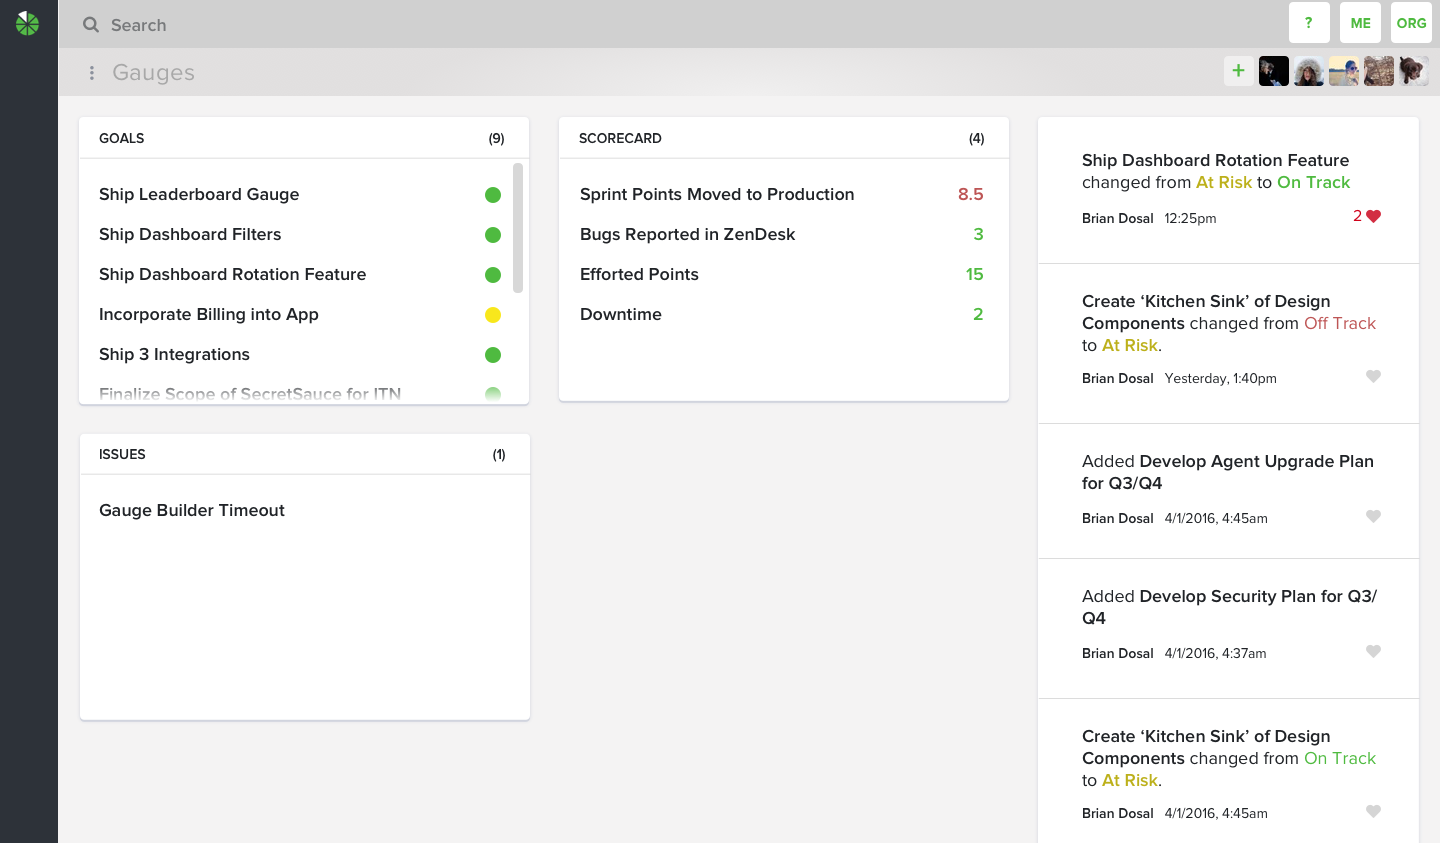 Search
?
ME
ORG
Gauges
+
GOALS (9)
Ship Leaderboard Gauge
Ship Dashboard Filters
Ship Dashboard Rotation Feature
Incorporate Billing into App
Ship 3 Integrations
Finalize Scope of SecretSauce for ITN
ISSUES (1)
Gauge Builder Timeout
SCORECARD (4)
Sprint Points Moved to Production 8.5
Bugs Reported in ZenDesk 3
Efforted Points 15
Downtime 2
Ship Dashboard Rotation Feature
changed from At Risk to On Track
Brian Dosal 12:25pm 2
Create ‘Kitchen Sink’ of Design
Components changed from Off Track
to At Risk.
Brian Dosal Yesterday, 1:40pm
Added Develop Agent Upgrade Plan
for Q3/Q4
Brian Dosal 4/1/2016, 4:45am
Added Develop Security Plan for Q3/
Q4
Brian Dosal 4/1/2016, 4:37am
Create ‘Kitchen Sink’ of Design
Components changed from On Track
to At Risk.
Brian Dosal 4/1/2016, 4:45am